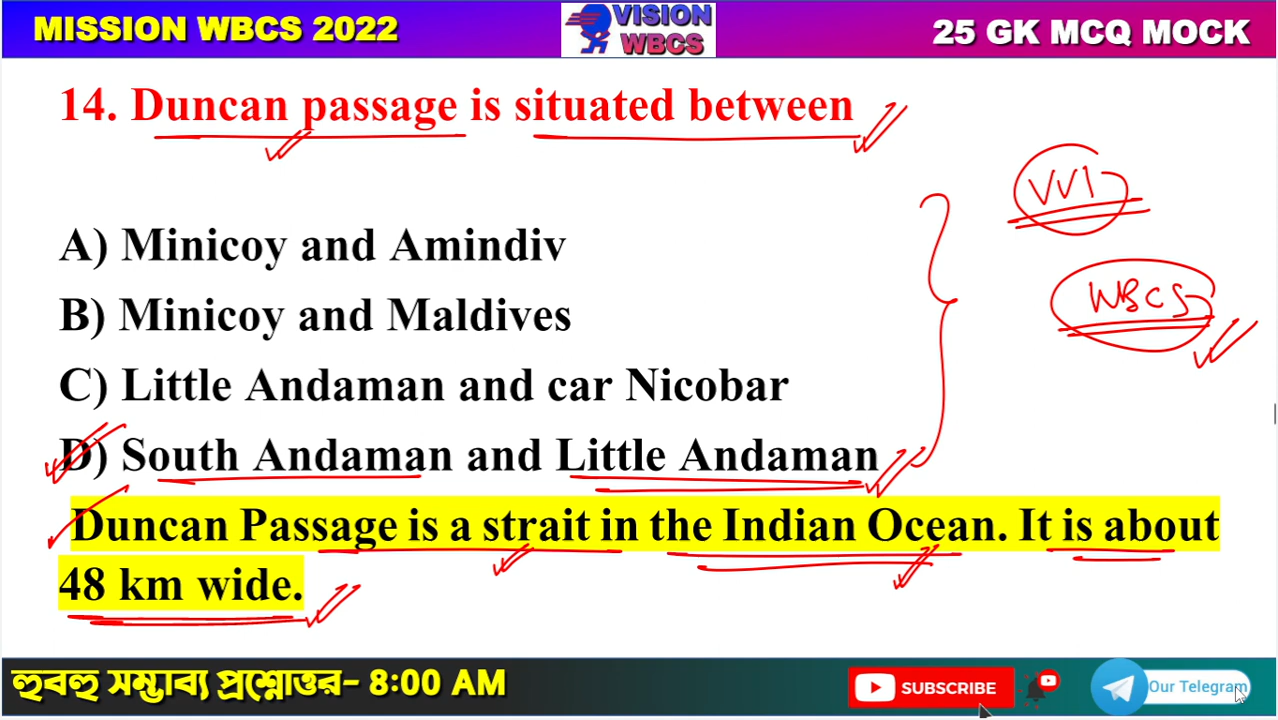 MISSION WBCS 2022
VISION
WBCS
25 GK MCQ MOCK
14. Duncan passage is situated between
VVI
WBCS
A) Minicoy and Amindiv
B) Minicoy and Maldives
C) Little Andaman and car Nicobar
D) South Andaman and Little Andaman
Duncan Passage is a strait in the Indian Ocean. It is about
48 km wide.
হুবহু সম্ভাব্য প্রশ্নোত্তর- 8:00 AM
SUBSCRIBE
Our Telegram